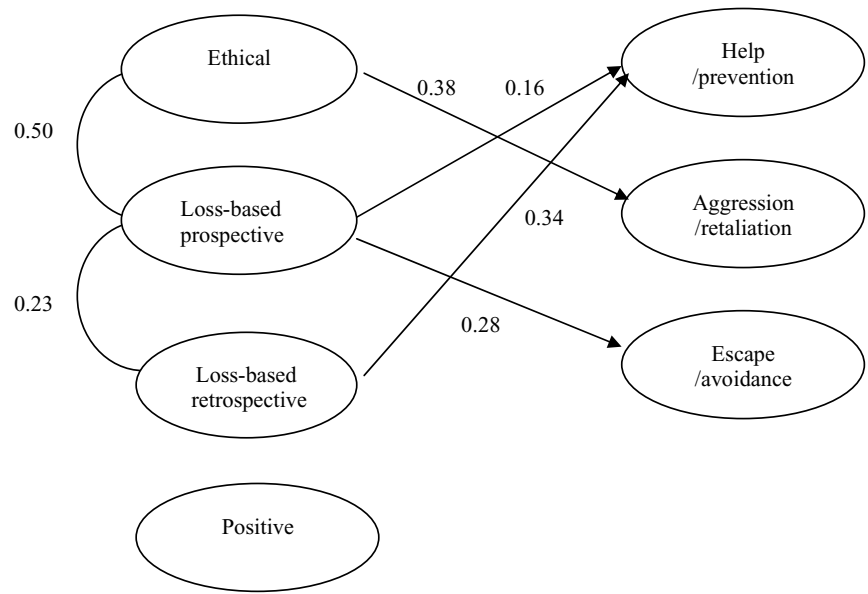 Ethical
Help
/prevention
0.38
0.16
0.50
Loss-based
prospective
Aggression
/retaliation
0.34
0.23
0.28
Loss-based
retrospective
Escape
/avoidance
Positive